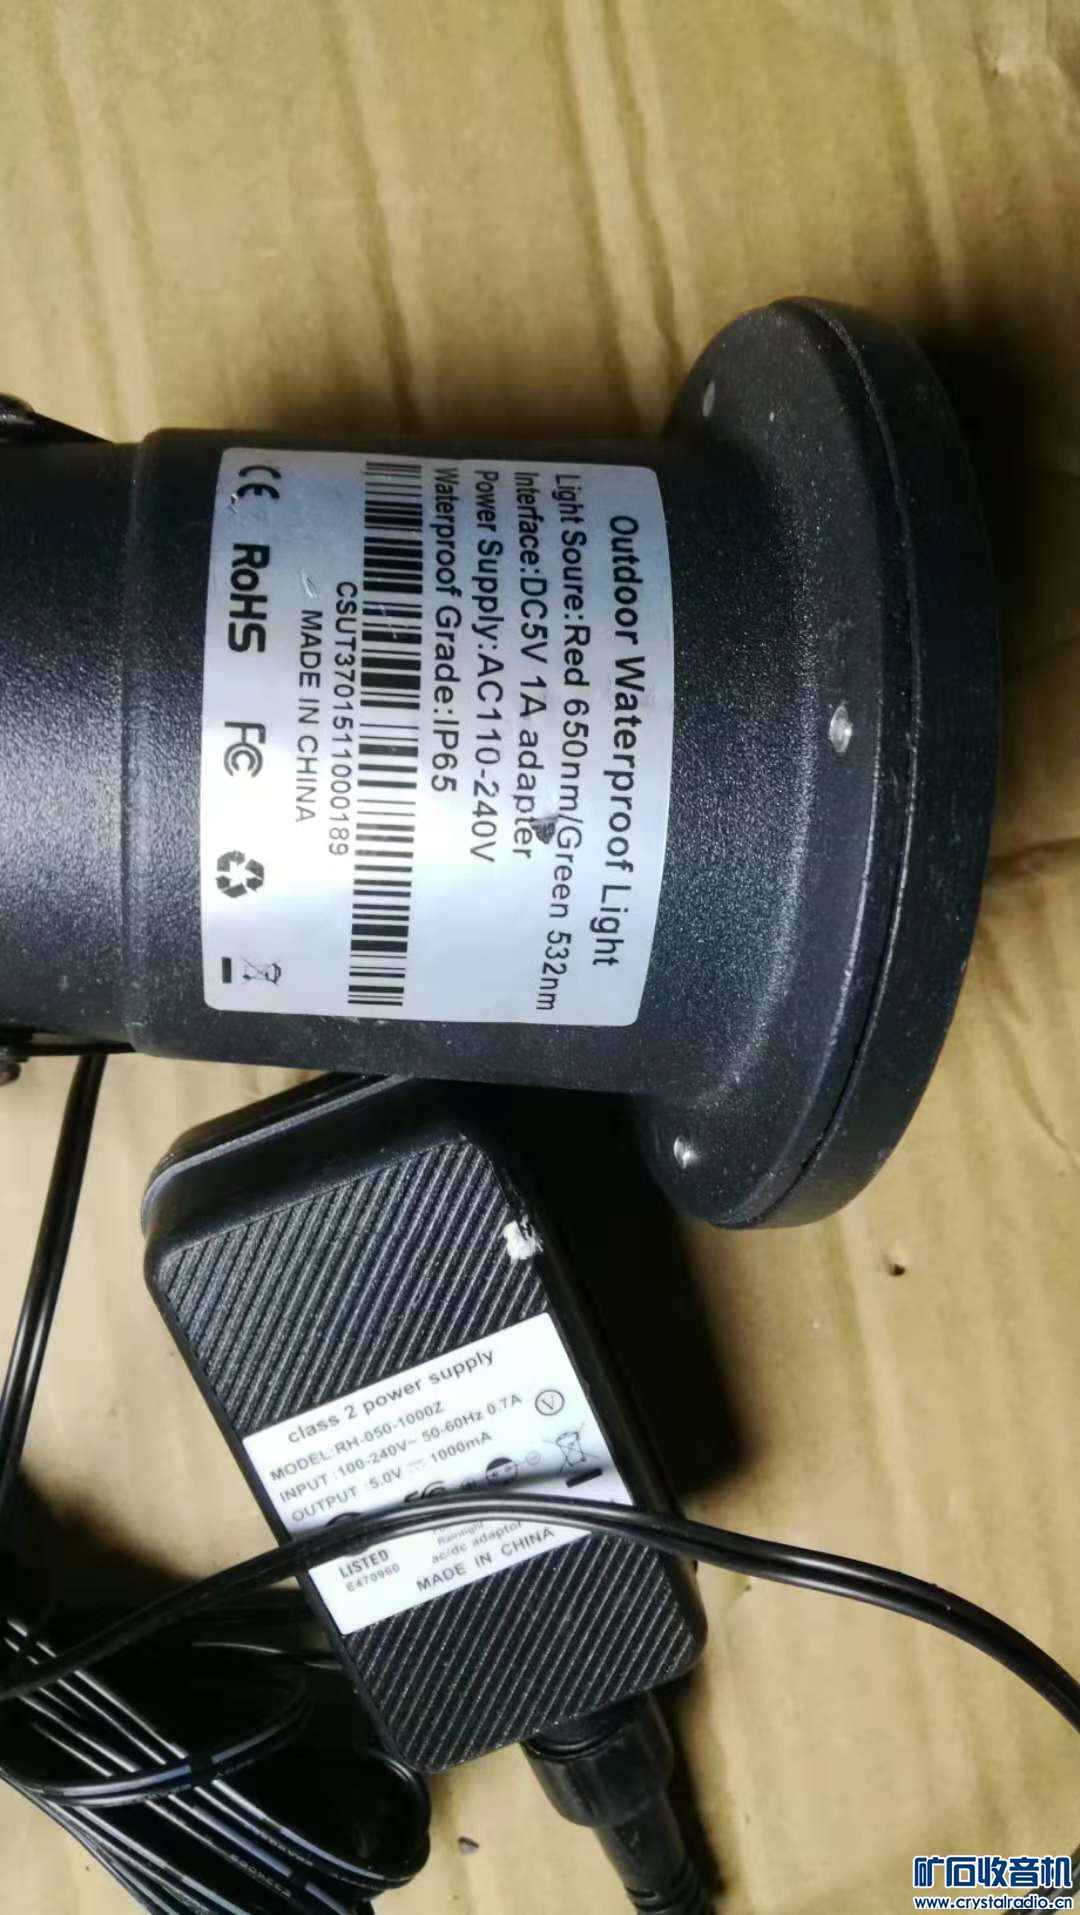 Outdoor Waterproof Light
Light Soure:Red 650nm/Green 532nm
Interface:DC5V 1A adapter
Power Supply:AC110-240V
Waterproof Grade:IP65
CSUT3701511000189
MADE IN CHINA
CE RoHS FC
class 2 power supply
MODEL:RH-050-1000Z
INPUT :100-240V~ 50-60Hz 0.7A
OUTPUT :5.0V ⎓ 1000mA
LISTED
E470960
ac/dc adaptor
MADE IN CHINA
矿石收音机
www.crystalradio.cn